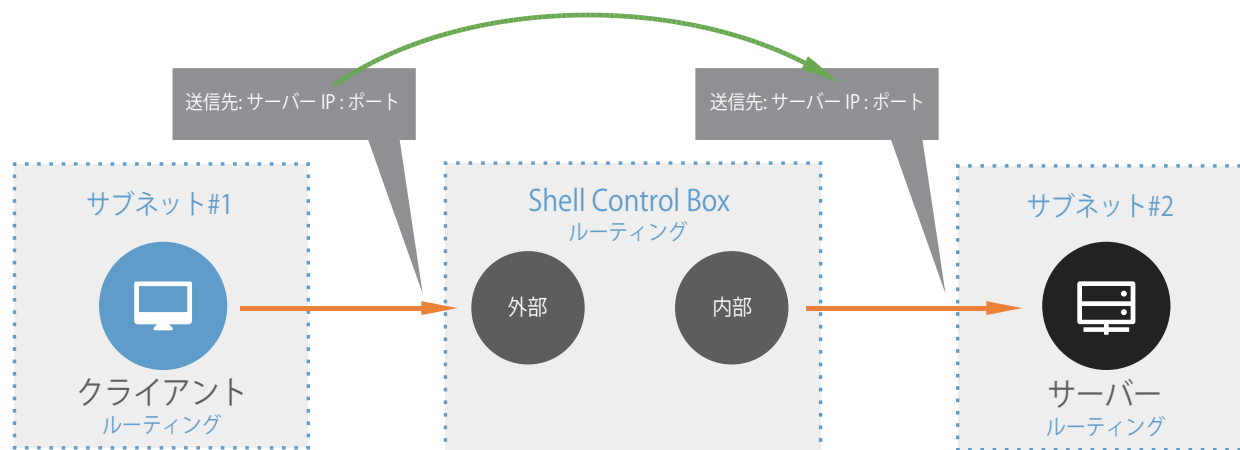 送信先: サーバー IP : ポート
送信先: サーバー IP : ポート
サブネット#1
クライアント
ルーティング
Shell Control Box
ルーティング
外部
内部
サブネット#2
サーバー
ルーティング